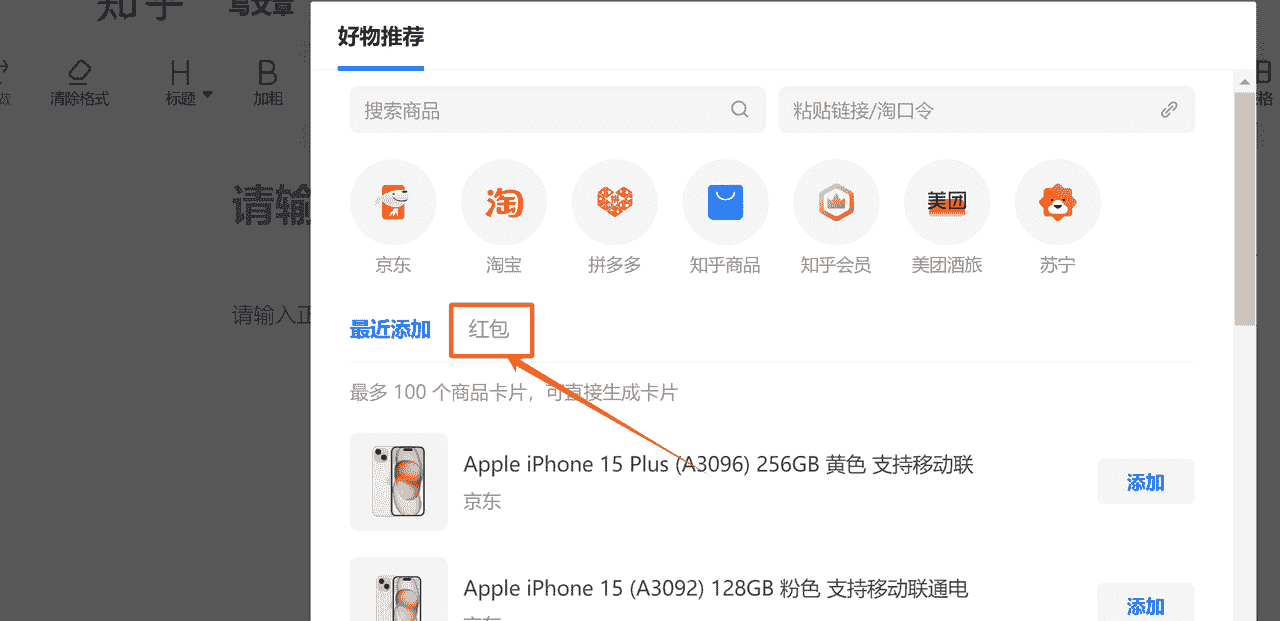 知乎
写文章
好物推荐
清除格式
H
标题
B
加粗
格
搜索商品
粘贴链接/淘口令
淘
拼
美团
京东
淘宝
拼多多
知乎商品
知乎会员
美团酒旅
苏宁
请输
请输入正
最近添加
红包
最多 100 个商品卡片，可直接生成卡片
Apple iPhone 15 Plus (A3096) 256GB 黄色 支持移动联
京东
添加
Apple iPhone 15 (A3092) 128GB 粉色 支持移动联通电
添加